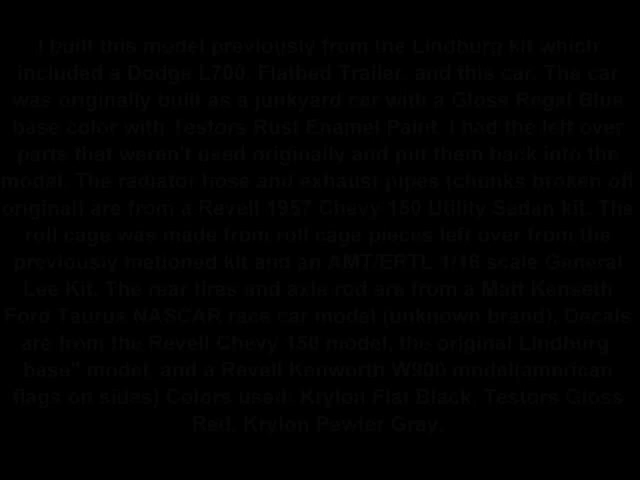 I built this model previously from the Lindburg kit which
included a Dodge L700, Flatbed Trailer, and this car. The car
was originally built as a junkyard car with a Gloss Regal Blue
base color with Testors Rust Enamel Paint. I had the left over
parts that weren't used originally and put them back into the
model. The radiator hose and exhaust pipes (chunks broken off
original) are from a Revell 1957 Chevy 150 Utility Sedan kit. The
roll cage was made from roll cage pieces left over from the
previously metioned kit and an AMT/ERTL 1/16 scale General
Lee Kit. The rear tires and axle rod are from a Matt Kenseth
Ford Taurus NASCAR race car model (unknown brand). Decals
are from the Revell Chevy 150 model, the original Lindburg
base" model, and a Revell Kenworth W900 model(american
flags on sides) Colors used: Krylon Flat Black, Testors Gloss
Red, Krylon Pewter Gray.